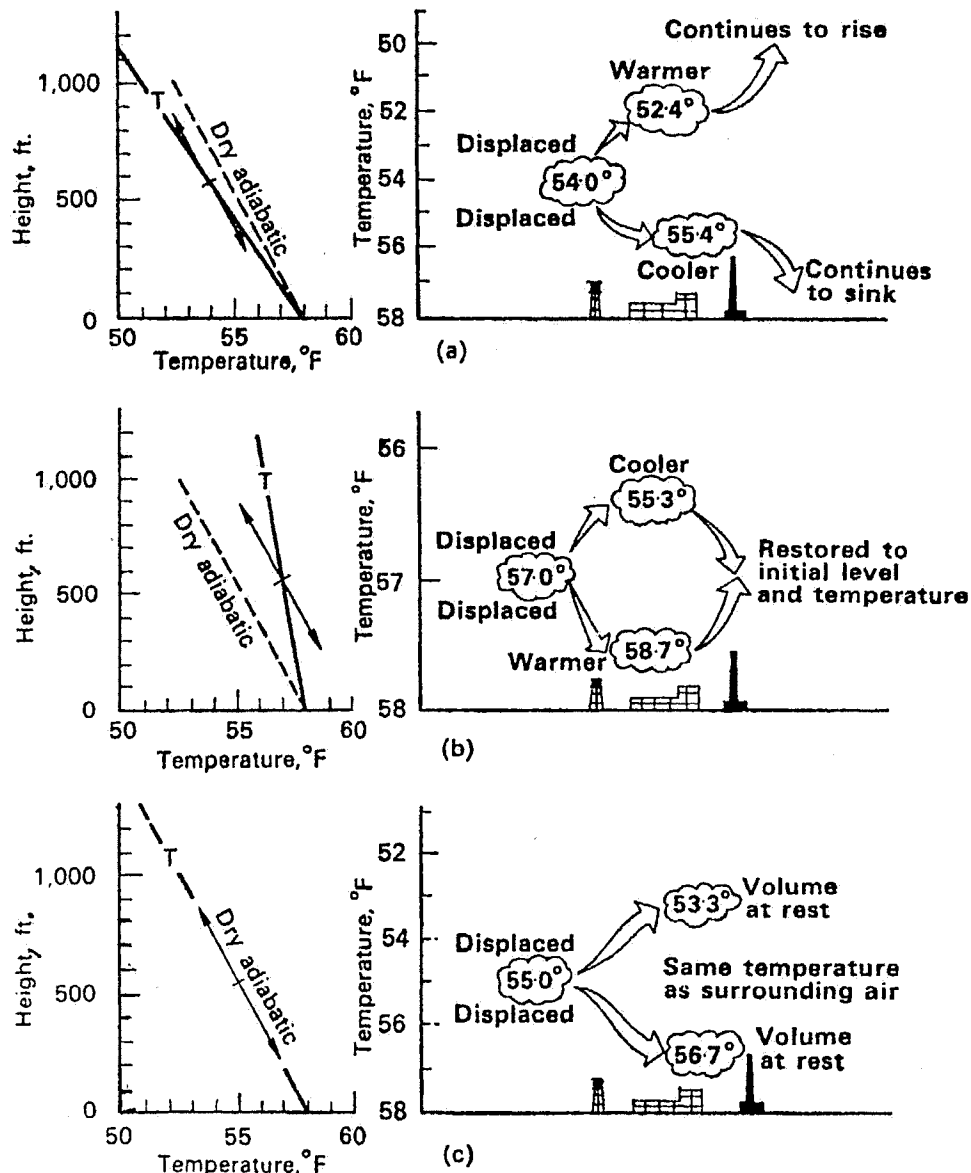 Height, ft.
1,000
500
0
T
Dry adiabatic
50
55
60
Temperature, °F
Temperature, °F
50
52
54
56
58
Continues to rise
Warmer
52·4°
Displaced
54·0°
Displaced
55·4°
Cooler
Continues
to sink
(a)
Height, ft.
1,000
500
0
T
Dry adiabatic
50
55
60
Temperature, °F
Temperature, °F
56
57
58
Cooler
55·3°
Displaced
57·0°
Displaced
Restored to
initial level
and temperature
Warmer
58·7°
(b)
Height, ft.
1,000
500
0
T
Dry adiabatic
50
55
60
Temperature, °F
Temperature, °F
52
54
56
58
53·3°
Volume
at rest
Displaced
55·0°
Displaced
Same temperature
as surrounding air
56·7°
Volume
at rest
(c)